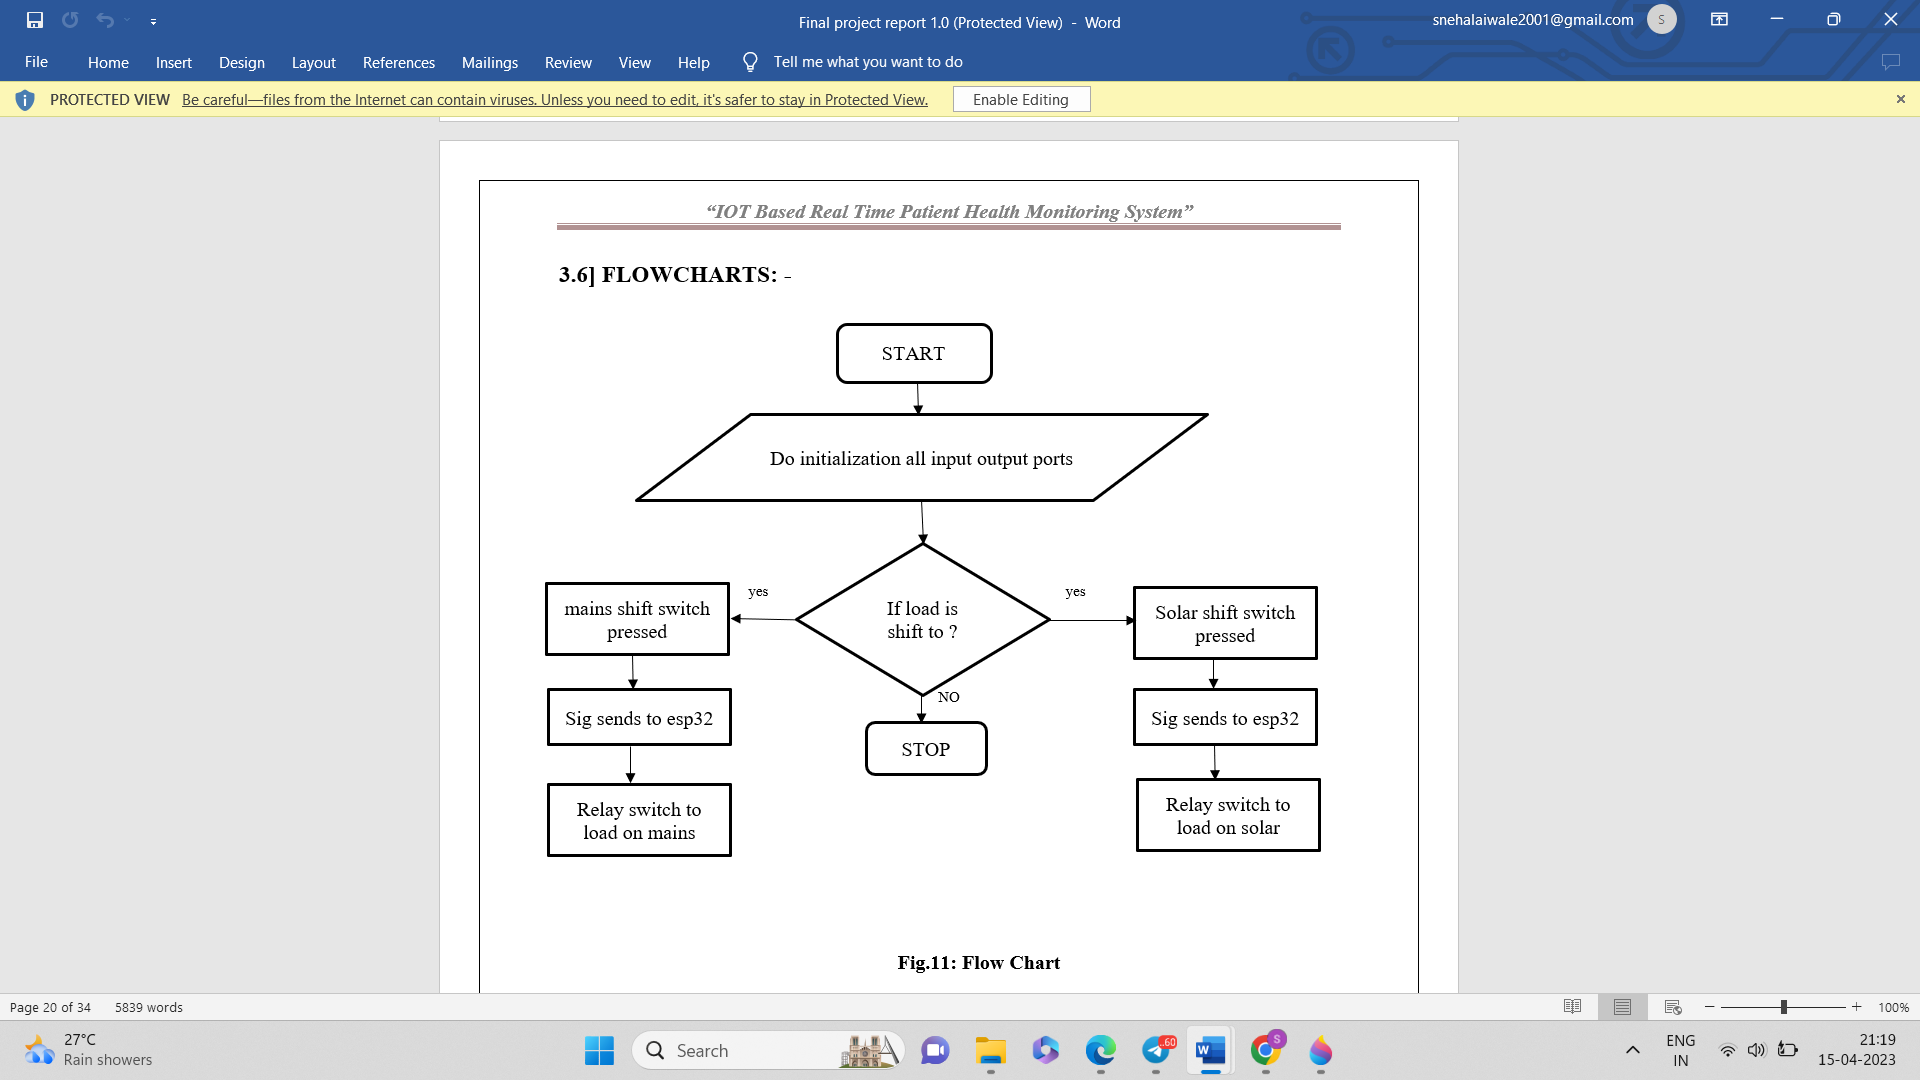 Final project report 1.0 (Protected View) - Word
snehalaiwale2001@gmail.com
S
File
Home
Insert
Design
Layout
References
Mailings
Review
View
Help
Tell me what you want to do
PROTECTED VIEW
Be careful—files from the Internet can contain viruses. Unless you need to edit, it's safer to stay in Protected View.
Enable Editing
“IOT Based Real Time Patient Health Monitoring System”
3.6] FLOWCHARTS: -
START
Do initialization all input output ports
yes
yes
mains shift switch
pressed
If load is
shift to ?
Solar shift switch
pressed
NO
Sig sends to esp32
Sig sends to esp32
STOP
Relay switch to
load on mains
Relay switch to
load on solar
Fig.11: Flow Chart
Page 20 of 34
5839 words
100%
27°C
Rain showers
Search
.60
W
S
ENG
IN
21:19
15-04-2023